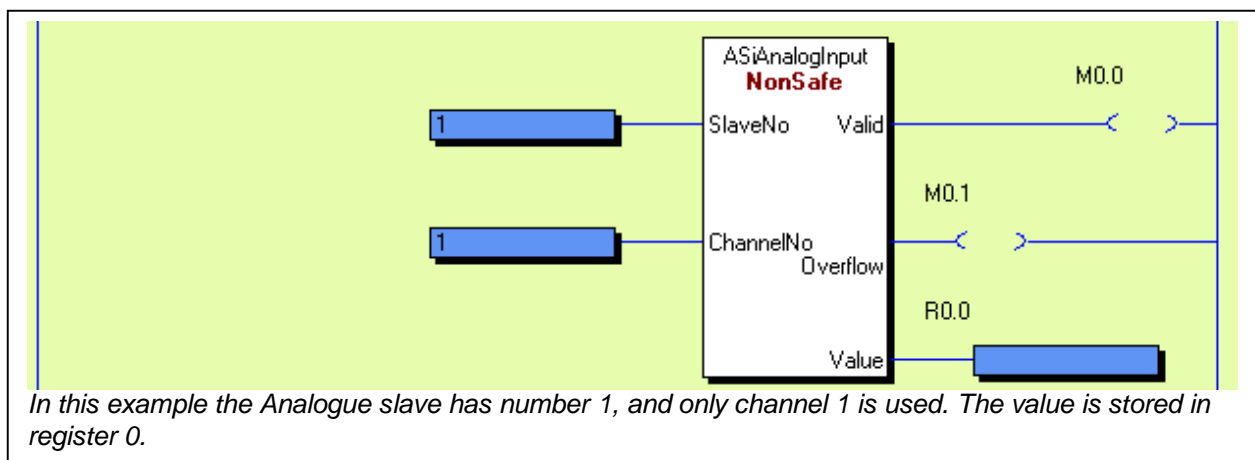 ASiAnalogInput
NonSafe
M0.0
1
SlaveNo Valid
M0.1
1
ChannelNo
Overflow
R0.0
Value
In this example the Analogue slave has number 1, and only channel 1 is used. The value is stored in
register 0.